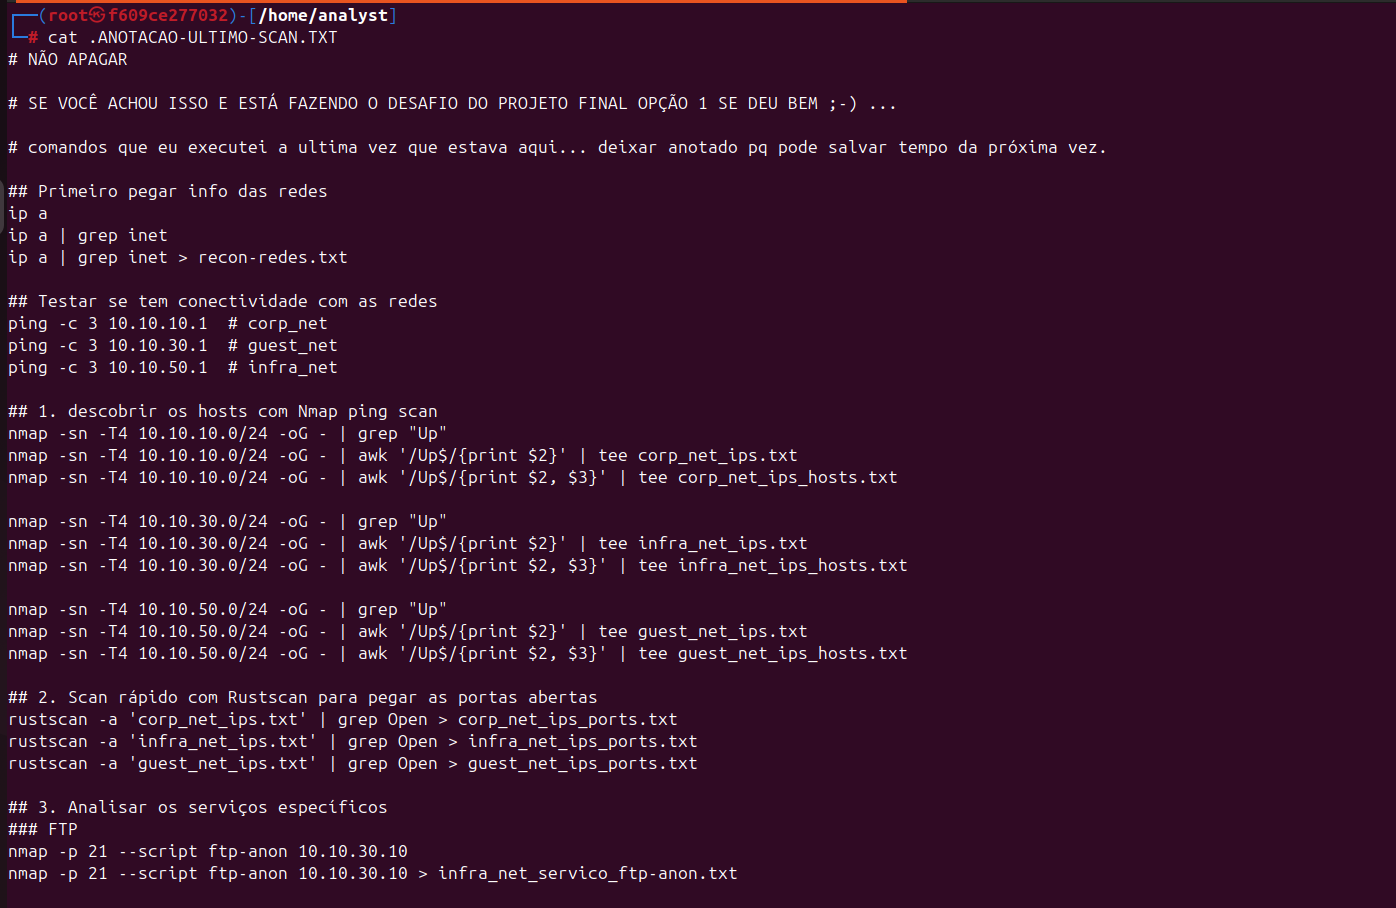 ┌──(root㉿f609ce277032)-[/home/analyst]
└─# cat .ANOTACAO-ULTIMO-SCAN.TXT
# NÃO APAGAR
# SE VOCÊ ACHOU ISSO E ESTÁ FAZENDO O DESAFIO DO PROJETO FINAL OPÇÃO 1 SE DEU BEM ;-) ...
# comandos que eu executei a ultima vez que estava aqui... deixar anotado pq pode salvar tempo da próxima vez.
## Primeiro pegar info das redes
ip a
ip a | grep inet
ip a | grep inet > recon-redes.txt
## Testar se tem conectividade com as redes
ping -c 3 10.10.10.1  # corp_net
ping -c 3 10.10.30.1  # guest_net
ping -c 3 10.10.50.1  # infra_net
## 1. descobrir os hosts com Nmap ping scan
nmap -sn -T4 10.10.10.0/24 -oG - | grep "Up"
nmap -sn -T4 10.10.10.0/24 -oG - | awk '/Up$/{print $2}' | tee corp_net_ips.txt
nmap -sn -T4 10.10.10.0/24 -oG - | awk '/Up$/{print $2, $3}' | tee corp_net_ips_hosts.txt
nmap -sn -T4 10.10.30.0/24 -oG - | grep "Up"
nmap -sn -T4 10.10.30.0/24 -oG - | awk '/Up$/{print $2}' | tee infra_net_ips.txt
nmap -sn -T4 10.10.30.0/24 -oG - | awk '/Up$/{print $2, $3}' | tee infra_net_ips_hosts.txt
nmap -sn -T4 10.10.50.0/24 -oG - | grep "Up"
nmap -sn -T4 10.10.50.0/24 -oG - | awk '/Up$/{print $2}' | tee guest_net_ips.txt
nmap -sn -T4 10.10.50.0/24 -oG - | awk '/Up$/{print $2, $3}' | tee guest_net_ips_hosts.txt
## 2. Scan rápido com Rustscan para pegar as portas abertas
rustscan -a 'corp_net_ips.txt' | grep Open > corp_net_ips_ports.txt
rustscan -a 'infra_net_ips.txt' | grep Open > infra_net_ips_ports.txt
rustscan -a 'guest_net_ips.txt' | grep Open > guest_net_ips_ports.txt
## 3. Analisar os serviços específicos
### FTP
nmap -p 21 --script ftp-anon 10.10.30.10
nmap -p 21 --script ftp-anon 10.10.30.10 > infra_net_servico_ftp-anon.txt